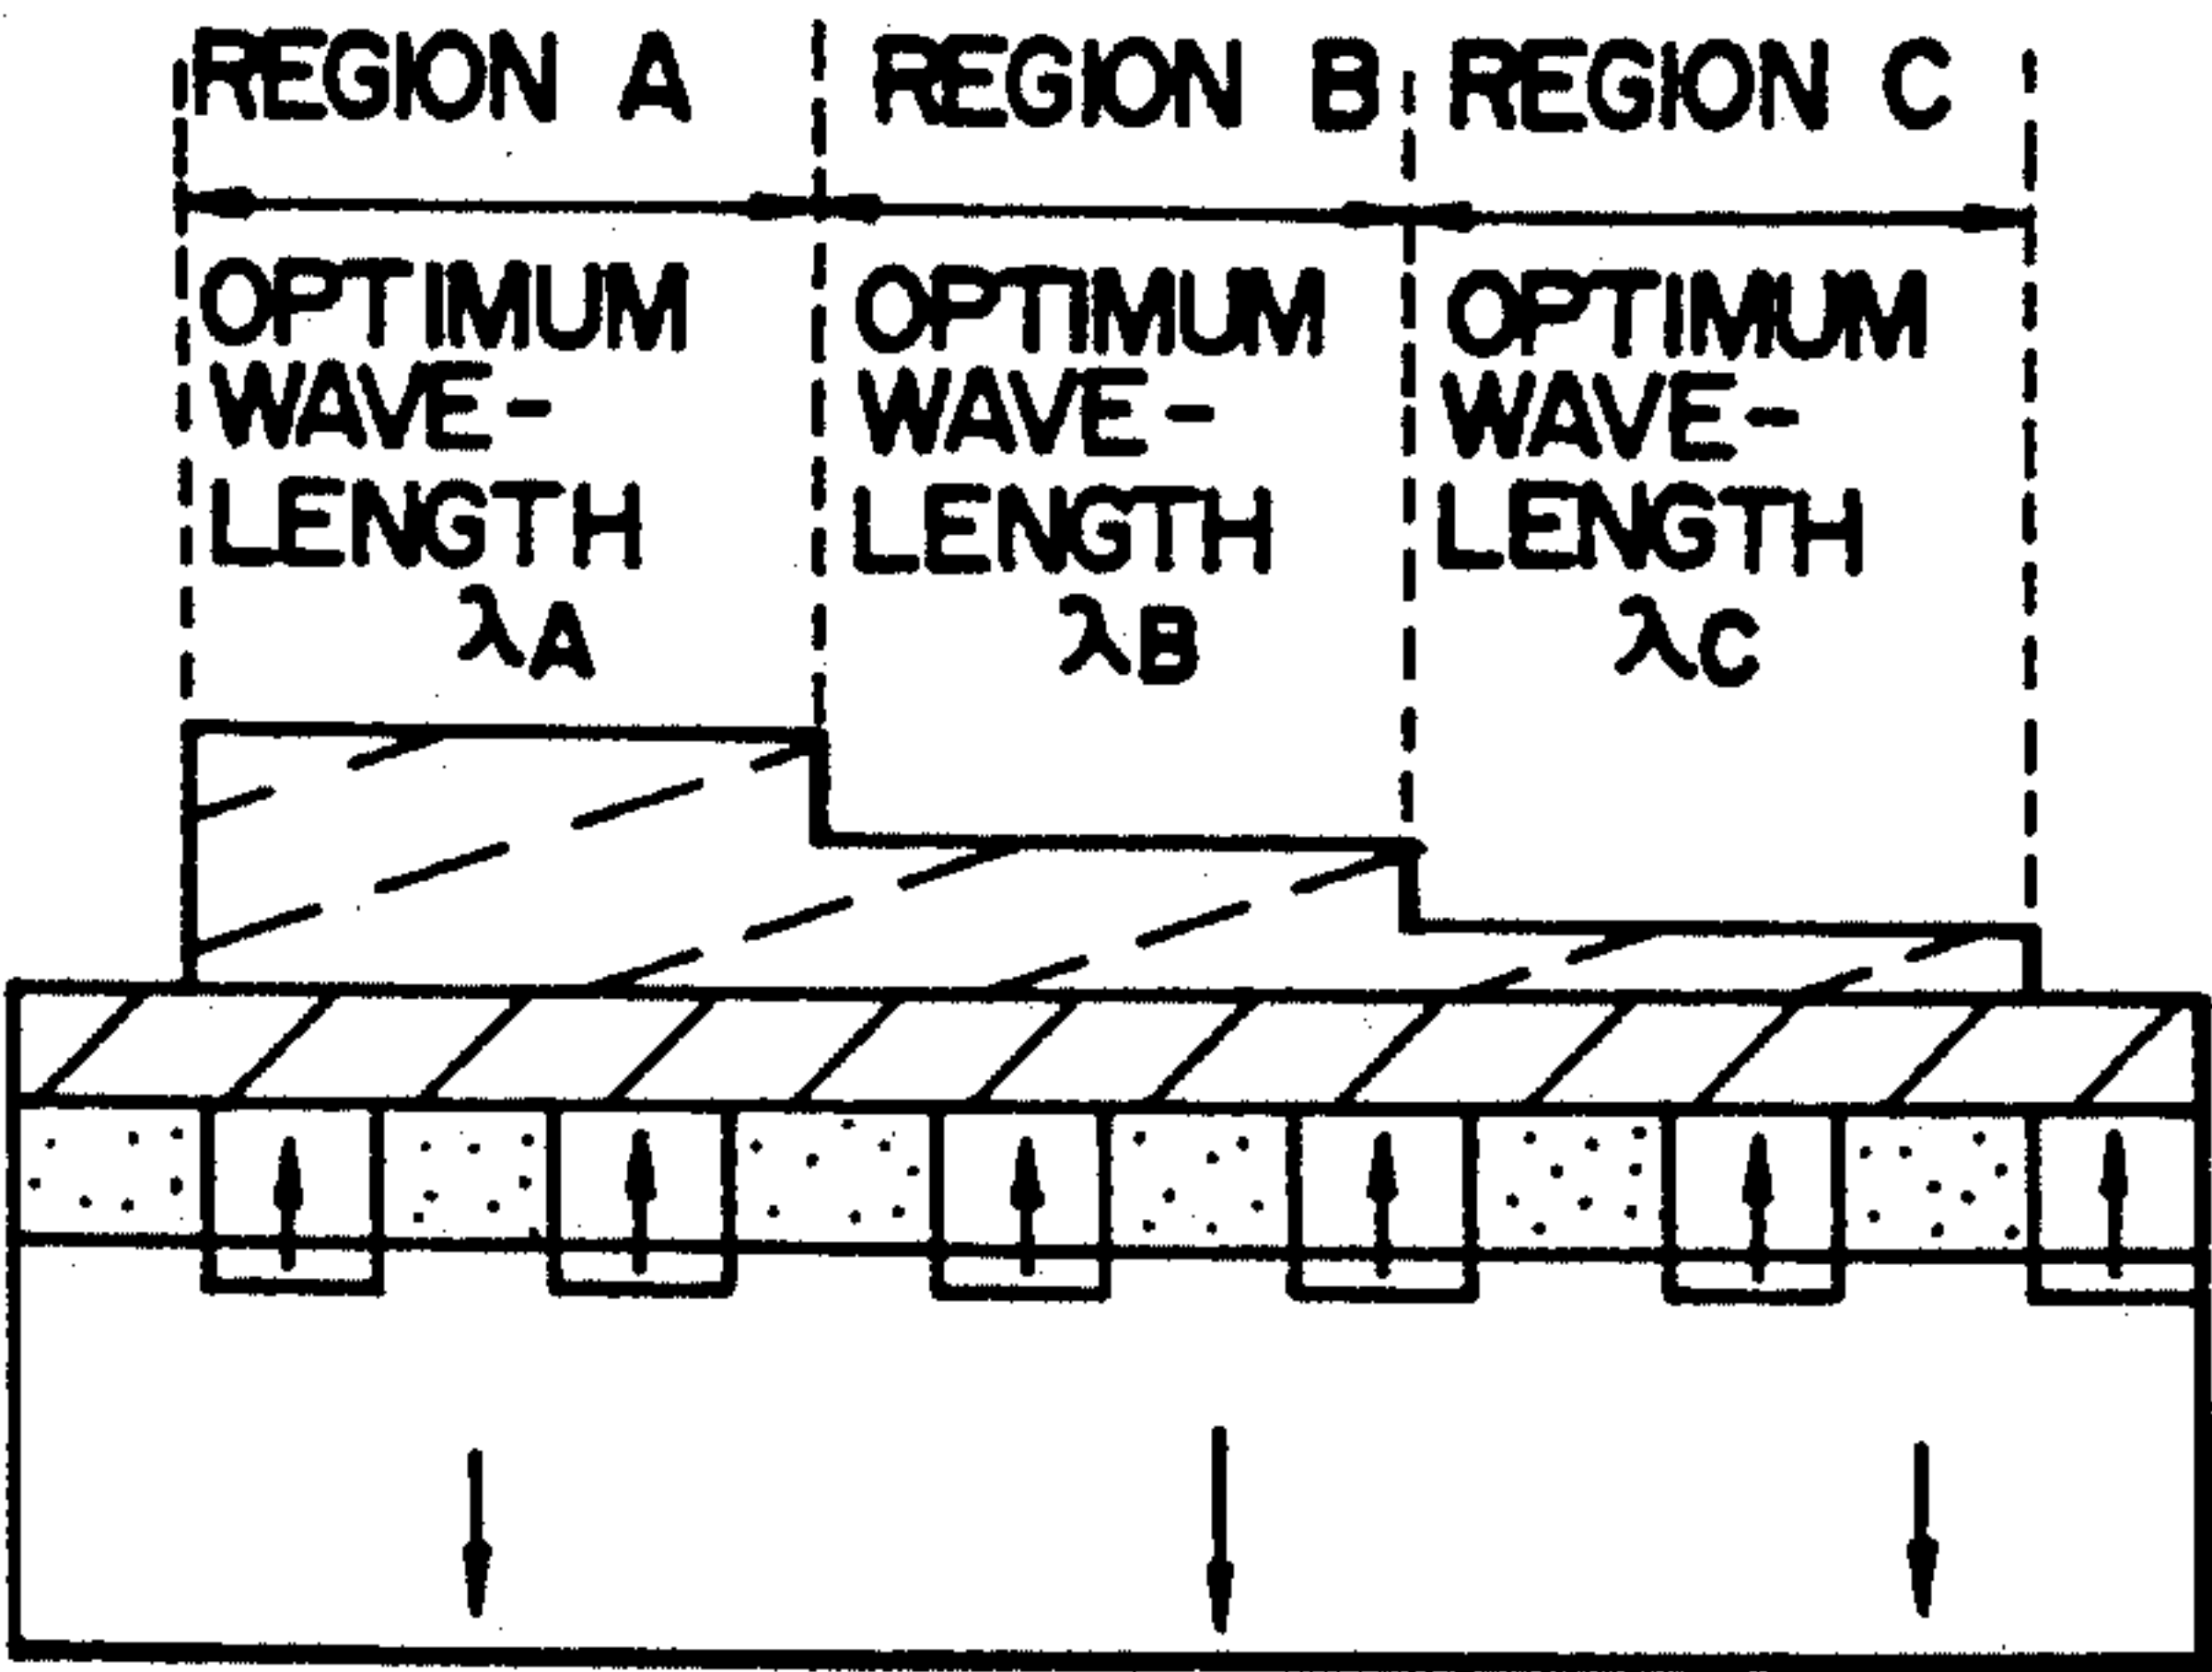 REGION A
REGION B
REGION C
OPTIMUM
WAVE-
LENGTH
λA
OPTIMUM
WAVE-
LENGTH
λB
OPTIMUM
WAVE-
LENGTH
λC